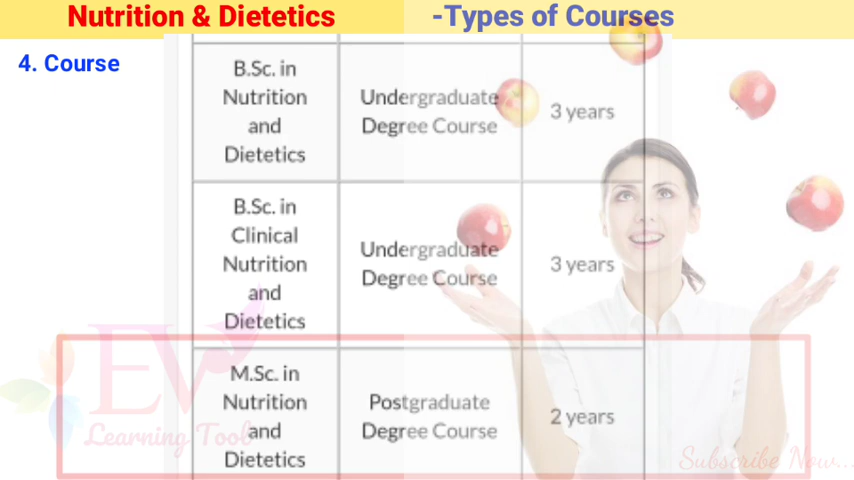 Nutrition & Dietetics -Types of Courses
4. Course
B.Sc. in
Nutrition
and
Dietetics
Undergraduate
Degree Course
3 years
B.Sc. in
Clinical
Nutrition
and
Dietetics
Undergraduate
Degree Course
3 years
M.Sc. in
Nutrition
and
Dietetics
Postgraduate
Degree Course
2 years
EV
Learning Tool
Subscribe Now...